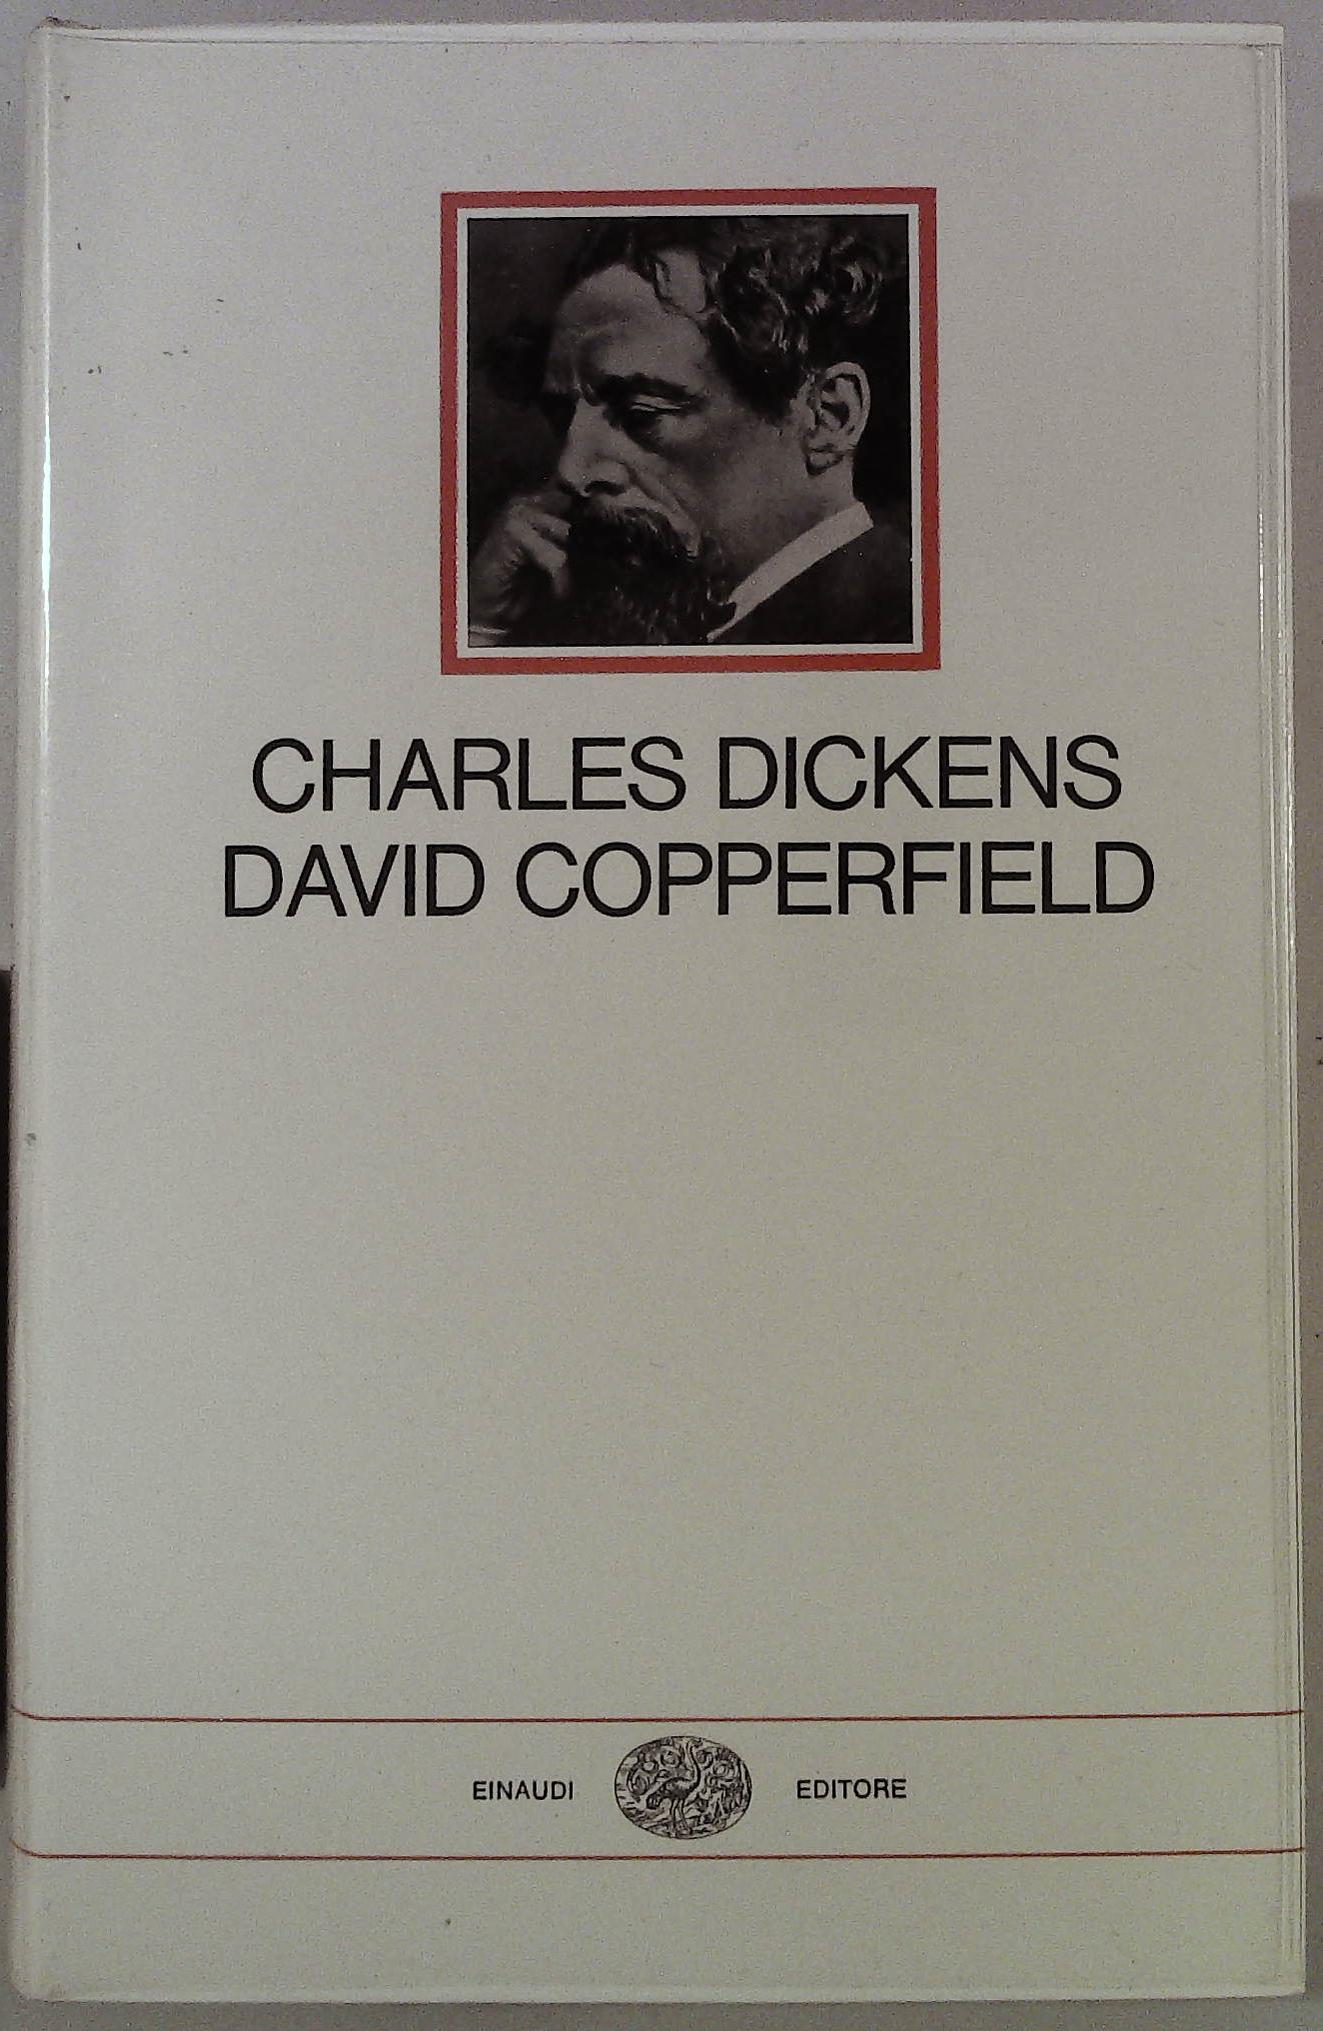 CHARLES DICKENS
DAVID COPPERFIELD
EINAUDI EDITORE